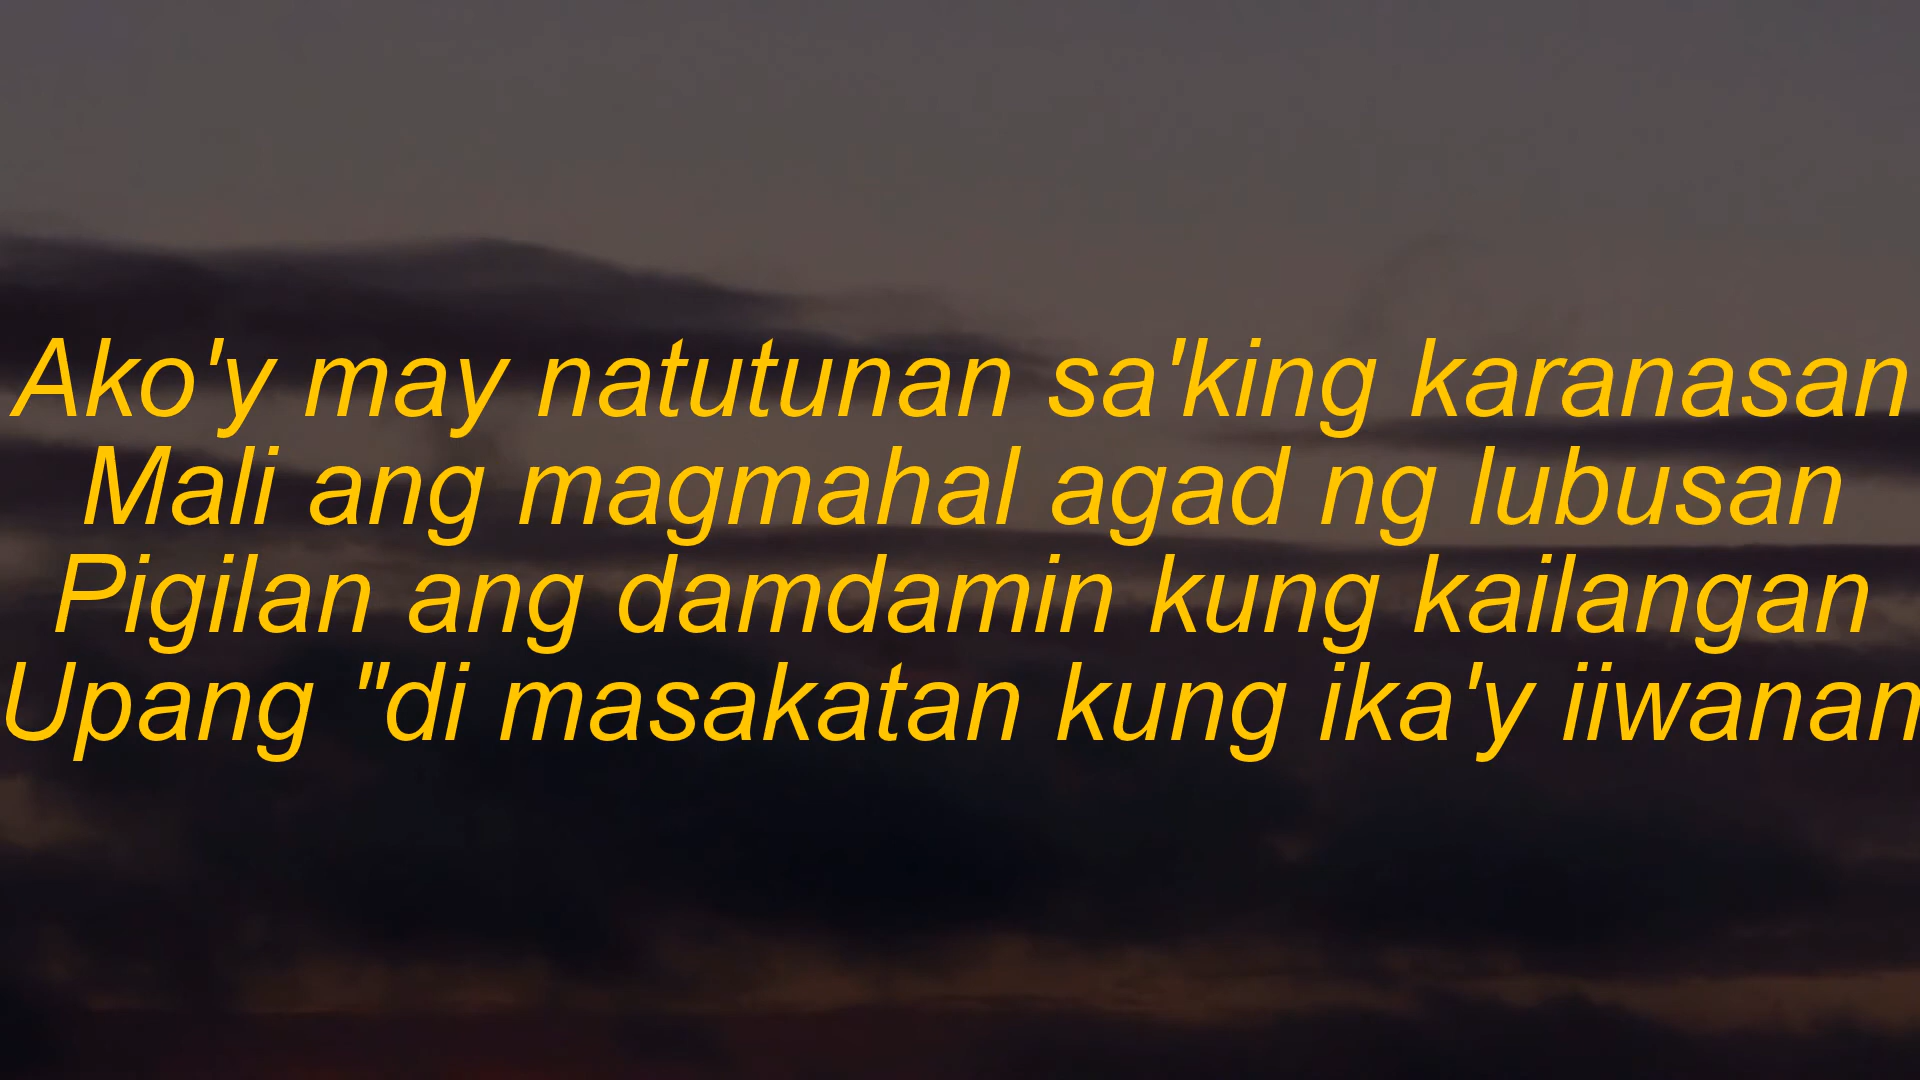 Ako'y may natutunan sa'king karanasan
Mali ang magmahal agad ng lubusan
Pigilan ang damdamin kung kailangan
Upang "di masakatan kung ika'y iiwanan